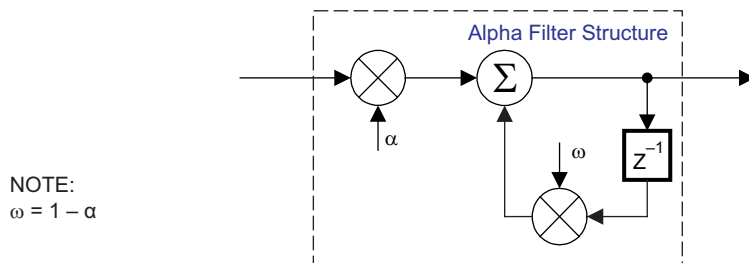 Alpha Filter Structure
Σ
α
ω
Z⁻¹
NOTE:
ω = 1 – α